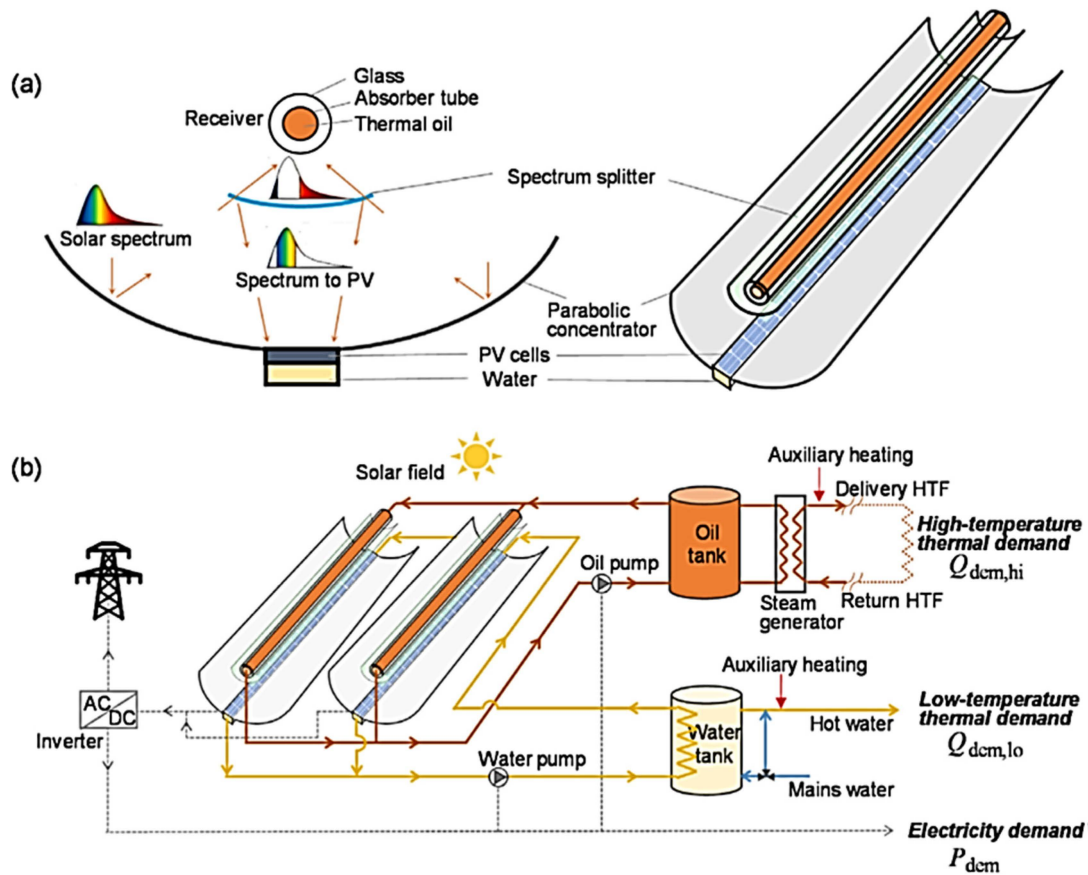 (a)
Glass
Absorber tube
Receiver
Thermal oil
Spectrum splitter
Solar spectrum
Spectrum to PV
Parabolic
concentrator
PV cells
Water
(b)
Solar field
Auxiliary heating
Delivery HTF
High-temperature
thermal demand
Q dem,hi
Oil
tank
Oil pump
Steam
generator
Return HTF
Auxiliary heating
Low-temperature
thermal demand
Q dem,lo
AC
DC
Inverter
Hot water
Water
tank
Water pump
Mains water
Electricity demand
P dem